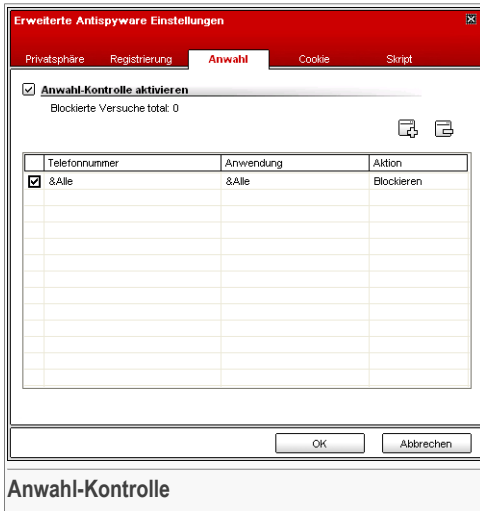 Erweiterte Antispyware Einstellungen
Privatsphäre Registrierung Anwahl Cookie Skript
Anwahl-Kontrolle aktivieren
Blockierte Versuche total: 0
Telefonnummer Anwendung Aktion
&Alle &Alle Blockieren
OK Abbrechen
Anwahl-Kontrolle